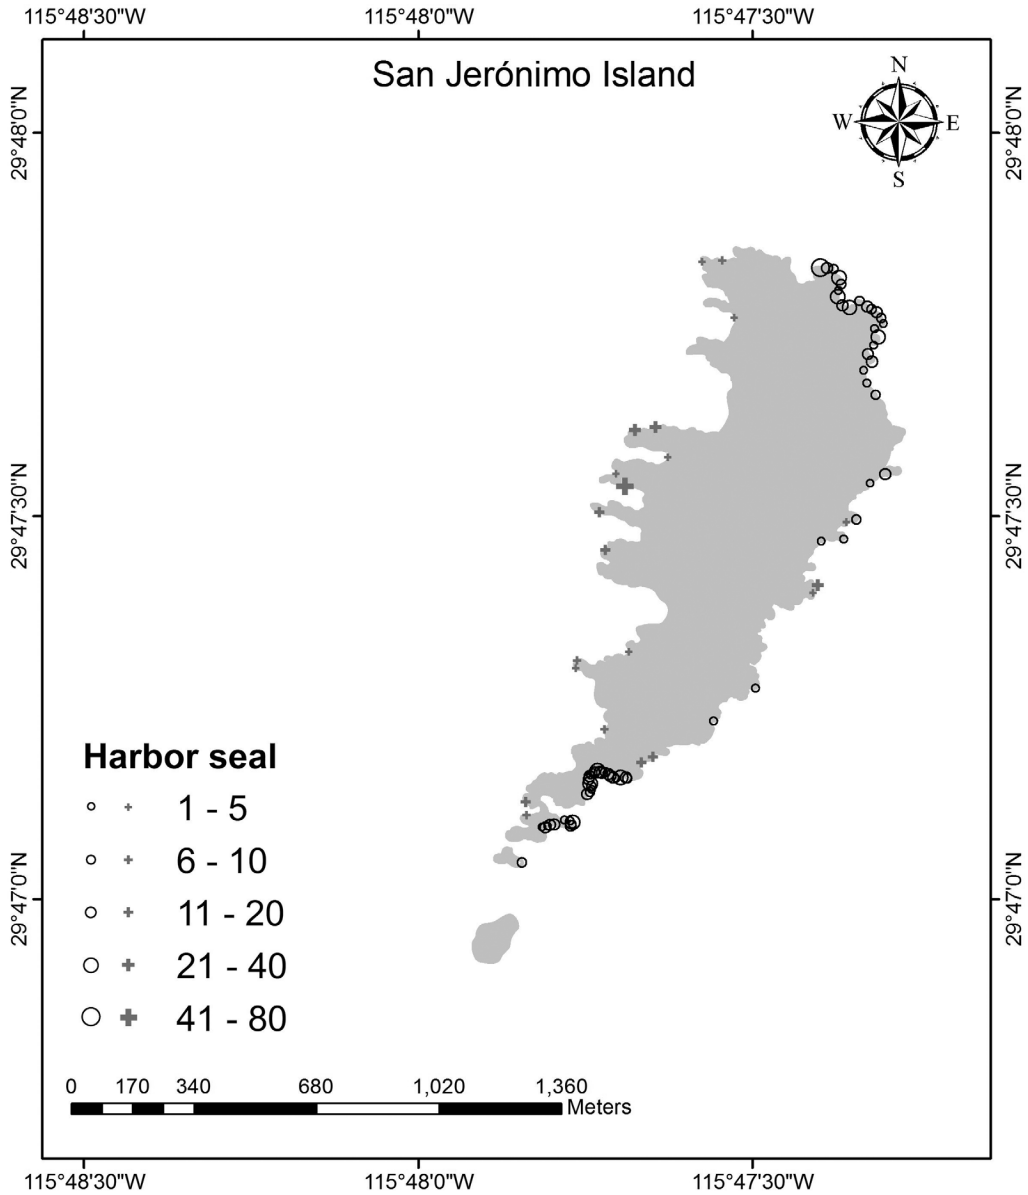 115°48'30"W 115°48'0"W 115°47'30"W
San Jerónimo Island
N
W E
S
29°48'0"N 29°48'0"N
29°47'30"N 29°47'30"N
29°47'0"N 29°47'0"N
Harbor seal
1 - 5
6 - 10
11 - 20
21 - 40
41 - 80
0 170 340 680 1,020 1,360
Meters
115°48'30"W 115°48'0"W 115°47'30"W